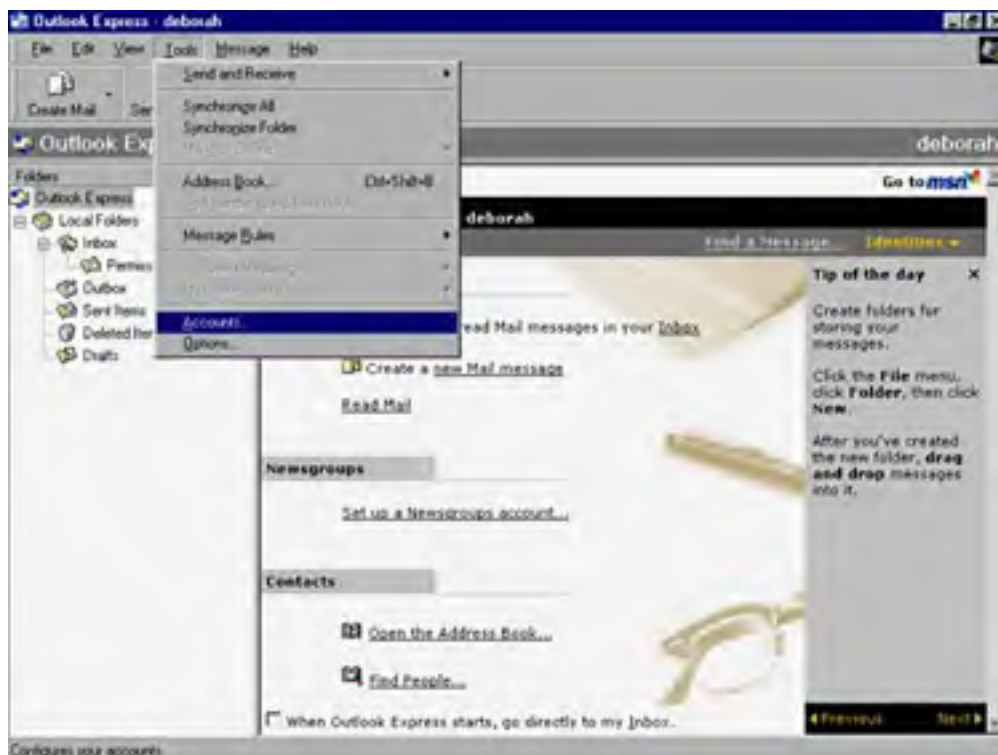 Outlook Express - deborah
File Edit View Tools Message Help
Create Mail
Send and Receive
Synchronize All
Synchronize Folder
Address Book... Ctrl+Shift+B
Message Rules
Accounts...
Options...
Outlook Exp
deborah
Folders
Outlook Express
Local Folders
Inbox
Outbox
Sent Items
Deleted Item
Drafts
Go to msn
deborah
Find a Message... Identities
read Mail messages in your Inbox
Create a new Mail message
Read Mail
Newsgroups
Set up a Newsgroups account...
Contacts
Open the Address Book...
Find People...
When Outlook Express starts, go directly to my Inbox.
Tip of the day
Create folders for
storing your
messages.
Click the File menu,
click Folder, then click
New.
After you've created
the new folder, drag
and drop messages
into it.
Previous Next
Configures your accounts.